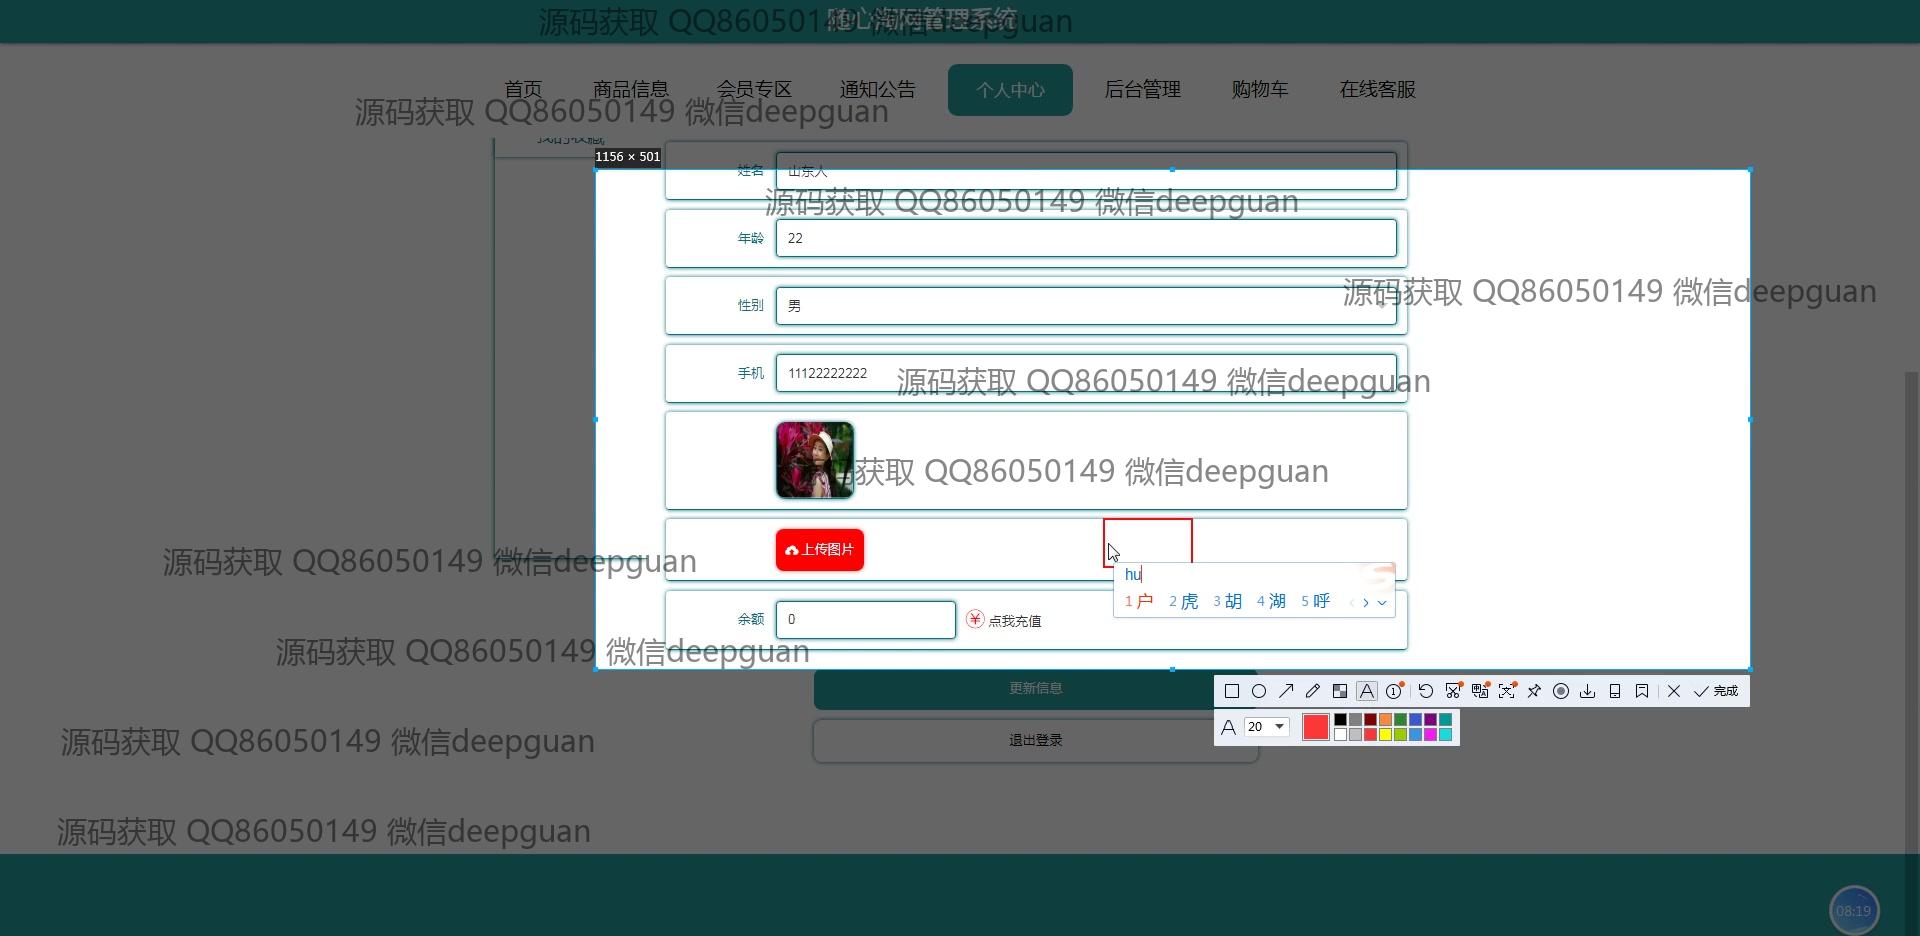 随心淘网管理系统
源码获取 QQ86050149 微信deepguan
首页 商品信息 会员专区 通知公告 个人中心 后台管理 购物车 在线客服
源码获取 QQ86050149 微信deepguan
我的收藏
1156 × 501
姓名 山东人
源码获取 QQ86050149 微信deepguan
年龄 22
源码获取 QQ86050149 微信deepguan
性别 男
手机 11122222222
源码获取 QQ86050149 微信deepguan
获取 QQ86050149 微信deepguan
上传图片
源码获取 QQ86050149 微信deepguan
hu
1 户 2 虎 3 胡 4 湖 5 呼
余额 0 点我充值
源码获取 QQ86050149 微信deepguan
更新信息
完成
A 20
退出登录
源码获取 QQ86050149 微信deepguan
源码获取 QQ86050149 微信deepguan
08:19